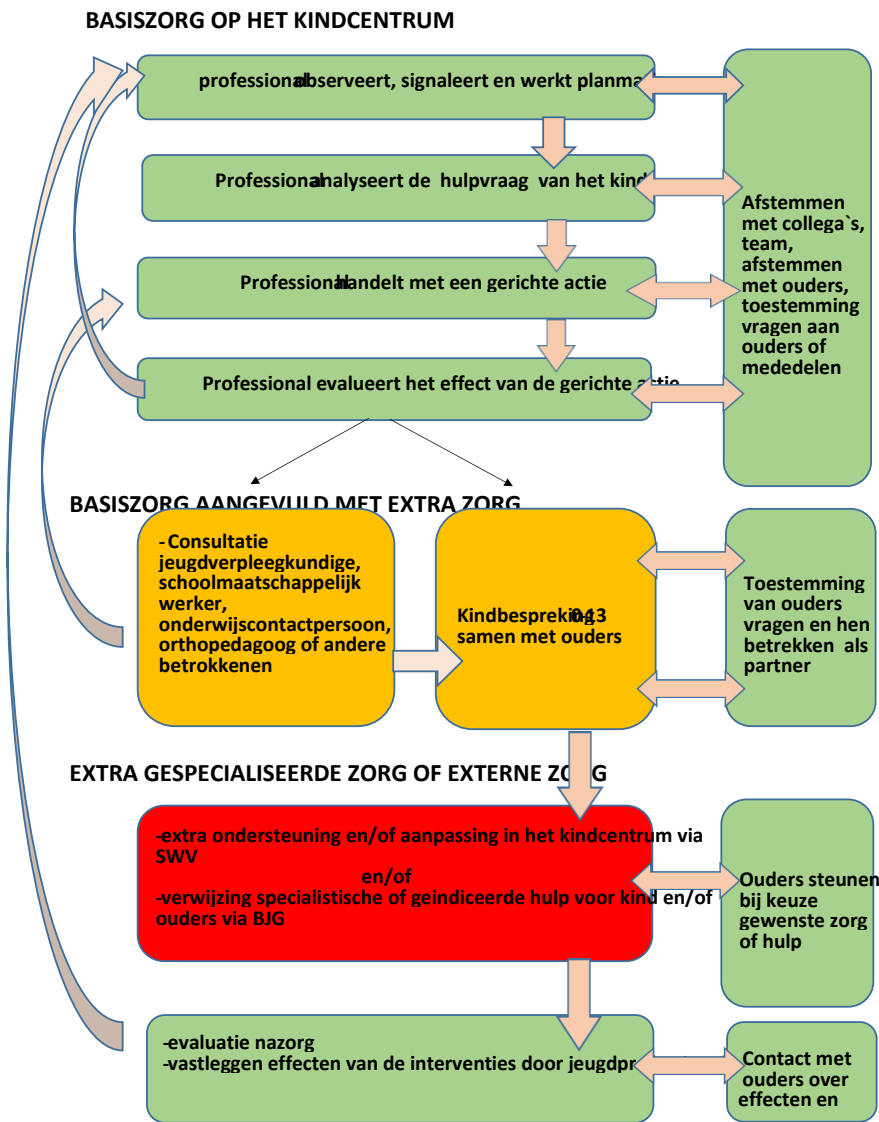 BASISZORG OP HET KINDCENTRUM
professional observeert, signaleert en werkt
Professional analyseert de hulpvraag van het kind
Professional handelt met een gerichte actie
Professional evalueert het effect van de gerichte actie
Afstemmen
met collega`s,
team,
afstemmen
met ouders,
toestemming
vragen aan
ouders of
mededelen
BASISZORG AANGEVULD MET EXTRA ZORG
- Consultatie
jeugdverpleegkundige,
schoolmaatschappelijk
werker,
onderwijscontactpersoon,
orthopedagoog of andere
betrokkenen
Kindbespreking 0-13
samen met ouders
Toestemming
van ouders
vragen en hen
betrekken als
partner
EXTRA GESPECIALISEERDE ZORG OF EXTERNE ZORG
-extra ondersteuning en/of aanpassing in het kindcentrum via
SWV
en/of
-verwijzing specialistische of geindiceerde hulp voor kind en/of
ouders via BJG
Ouders steunen
bij keuze
gewenste zorg
of hulp
-evaluatie nazorg
-vastleggen effecten van de interventies door
Contact met
ouders over
effecten en